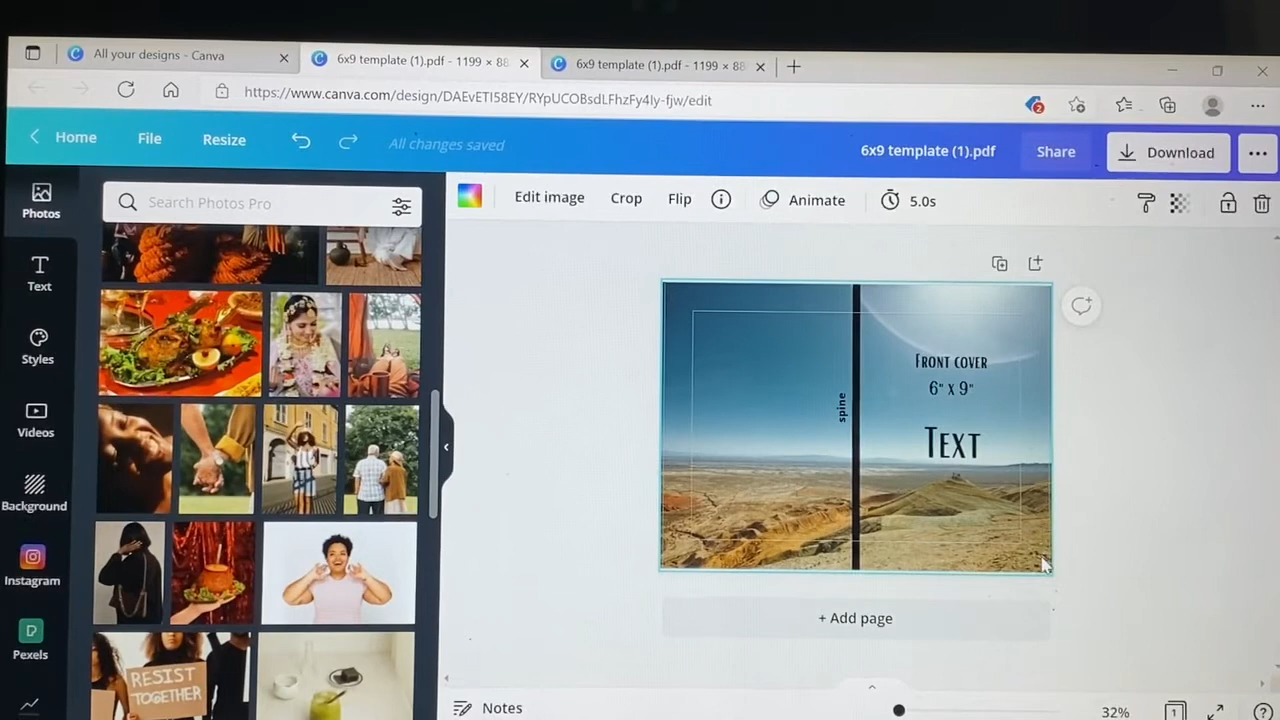 All your designs - Canva
6x9 template (1).pdf - 1199 × 88
6x9 template (1).pdf - 1199 × 88
https://www.canva.com/design/DAEvETI58EY/RYpUCOBsdLFhzFy4Iy-fjw/edit
2
Home
File
Resize
All changes saved
6x9 template (1).pdf
Share
Download
Photos
Search Photos Pro
Edit image
Crop
Flip
Animate
5.0s
Text
Styles
Videos
Background
Instagram
Pexels
FRONT COVER
6" X 9"
TEXT
spine
+ Add page
RESIST
TOGETHER
Notes
32%
1